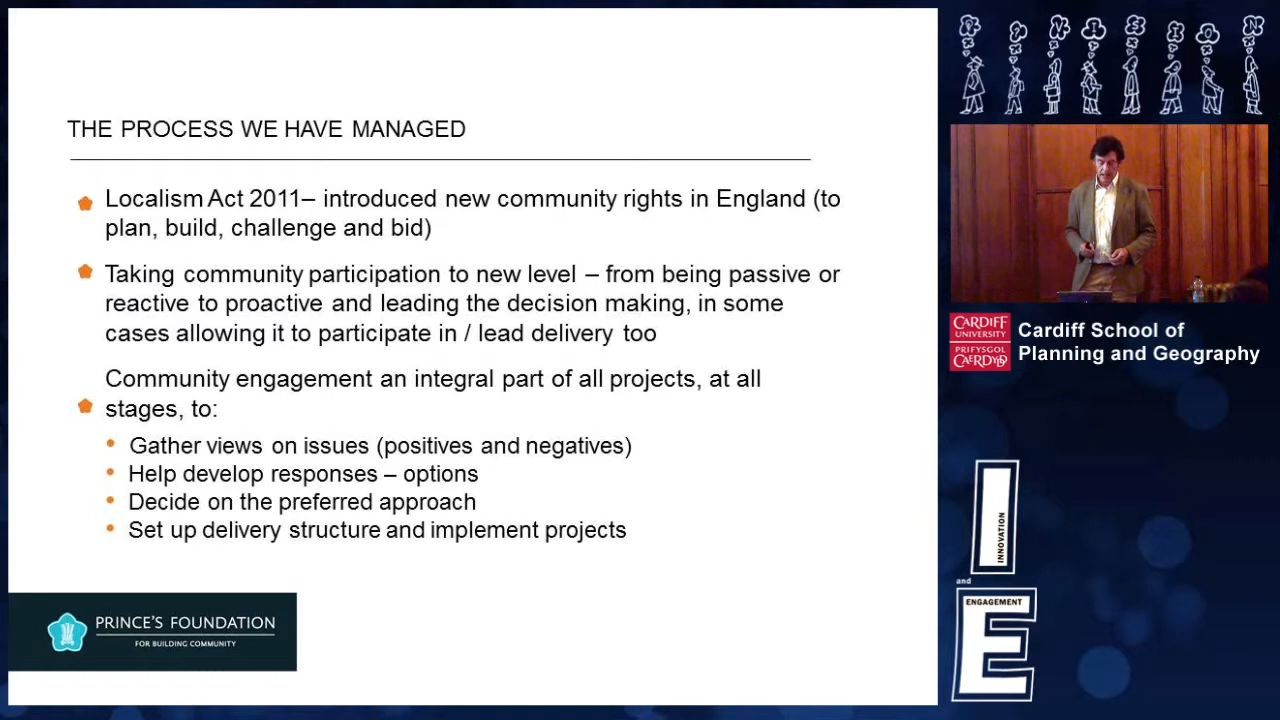 THE PROCESS WE HAVE MANAGED
Localism Act 2011– introduced new community rights in England (to
plan, build, challenge and bid)
Taking community participation to new level – from being passive or
reactive to proactive and leading the decision making, in some
cases allowing it to participate in / lead delivery too
Community engagement an integral part of all projects, at all
stages, to:
Gather views on issues (positives and negatives)
Help develop responses – options
Decide on the preferred approach
Set up delivery structure and implement projects
PRINCE'S FOUNDATION
FOR BUILDING COMMUNITY
VISION
CARDIFF
UNIVERSITY
PRIFYSGOL
CAERDYDD
Cardiff School of
Planning and Geography
I
INNOVATION
and
ENGAGEMENT
E